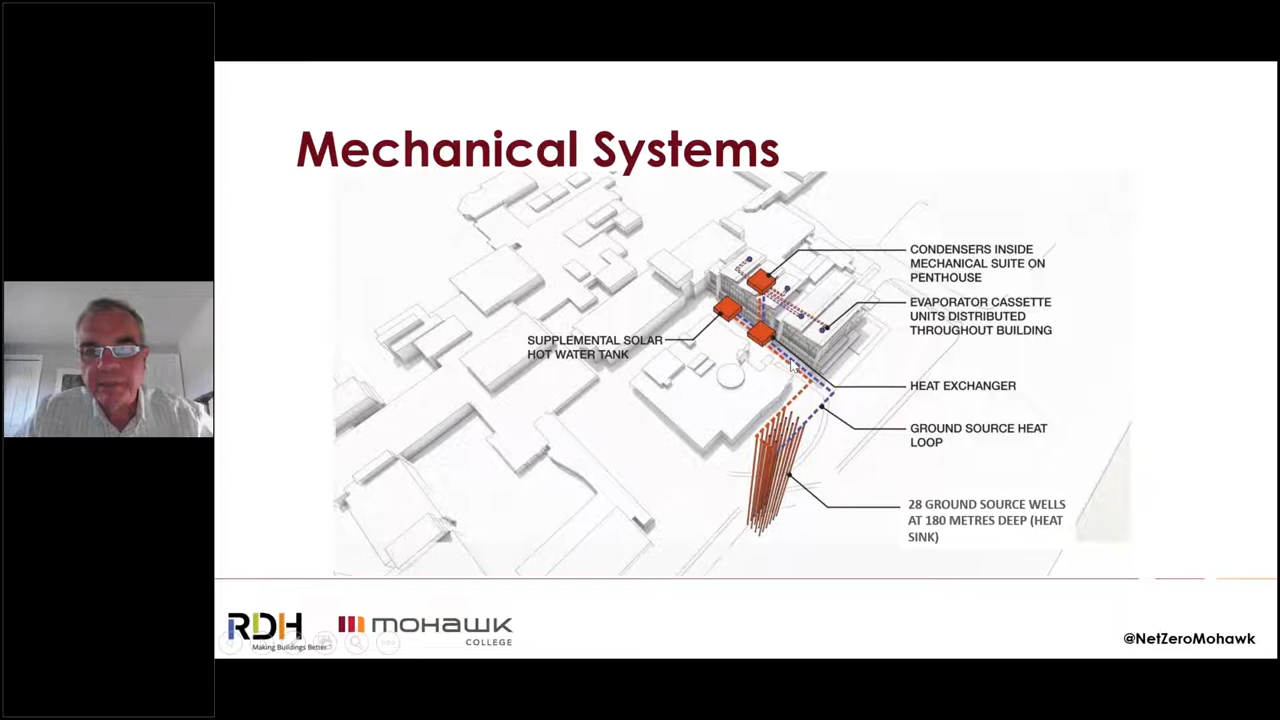 Mechanical Systems
CONDENSERS INSIDE
MECHANICAL SUITE ON
PENTHOUSE
EVAPORATOR CASSETTE
UNITS DISTRIBUTED
THROUGHOUT BUILDING
SUPPLEMENTAL SOLAR
HOT WATER TANK
HEAT EXCHANGER
GROUND SOURCE HEAT
LOOP
28 GROUND SOURCE WELLS
AT 180 METRES DEEP (HEAT
SINK)
RDH
Making Buildings Better
mohawk
COLLEGE
@NetZeroMohawk